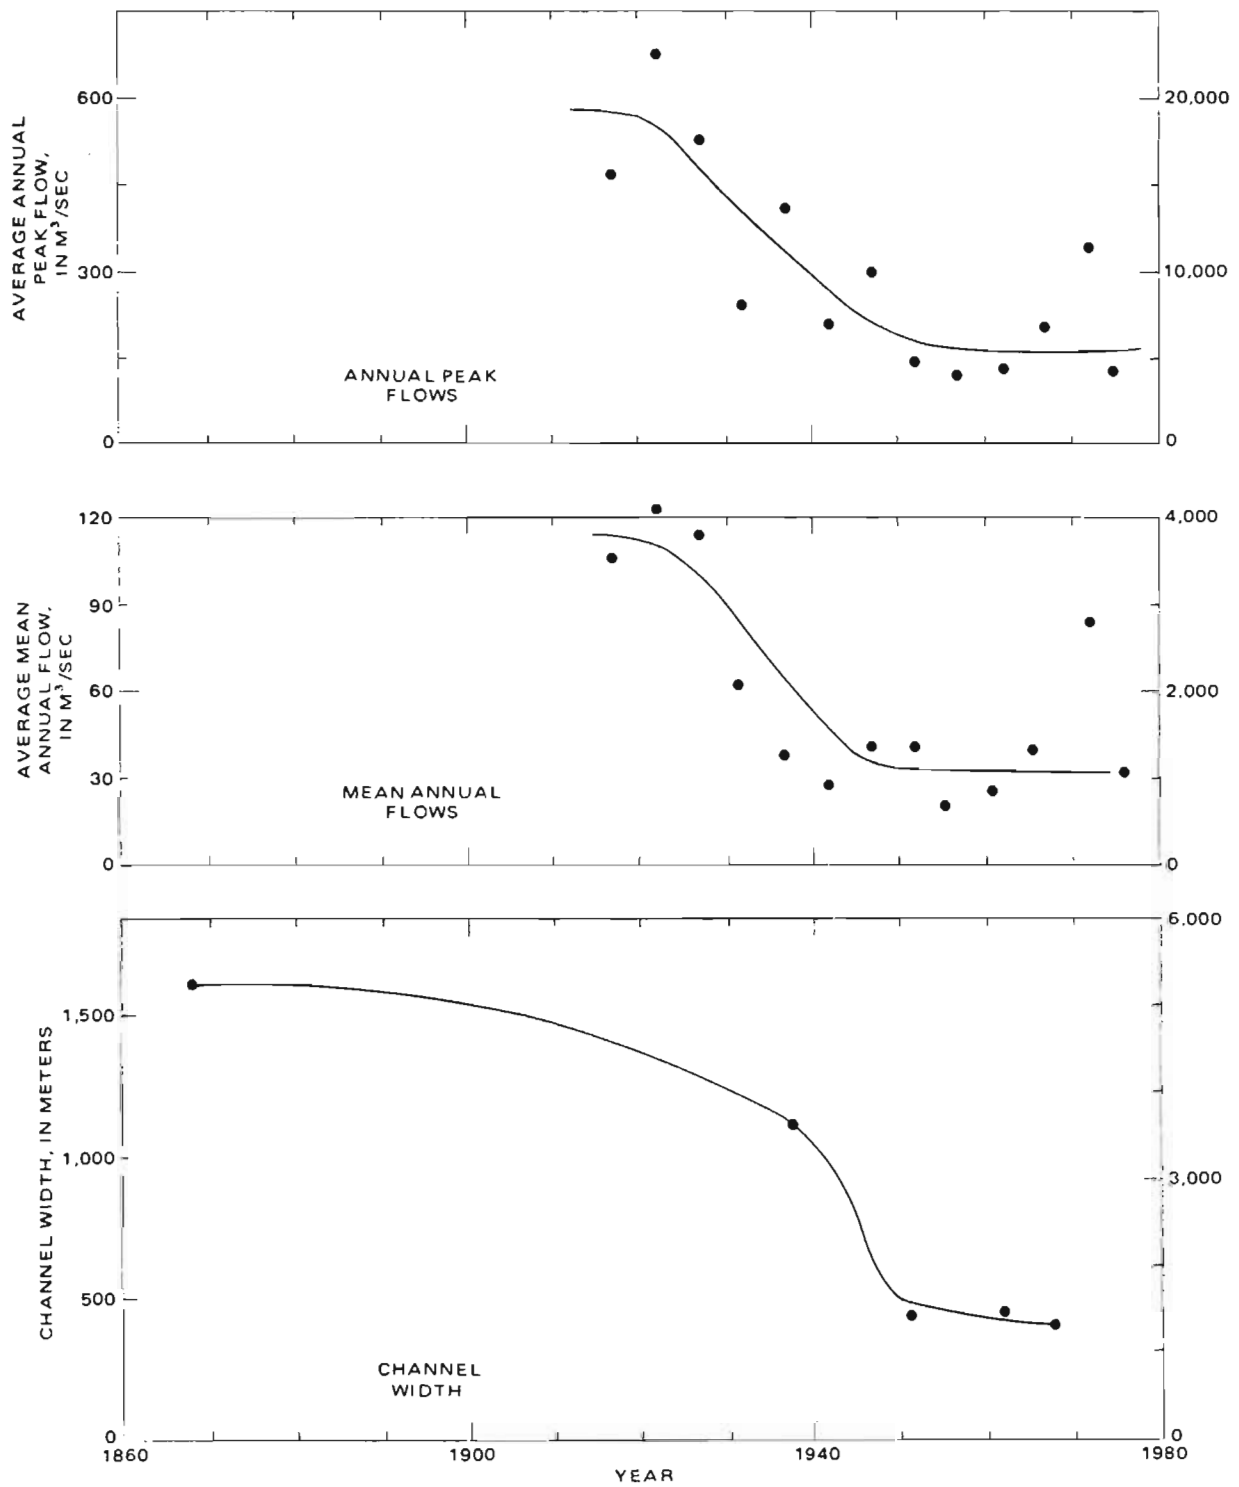 AVERAGE ANNUAL
PEAK FLOW,
IN M³/SEC
600
300
0
20,000
10,000
0
ANNUAL PEAK
FLOWS
AVERAGE MEAN
ANNUAL FLOW,
IN M³/SEC
120
90
60
30
0
4,000
2,000
0
MEAN ANNUAL
FLOWS
CHANNEL WIDTH, IN METERS
1,500
1,000
500
0
6,000
3,000
0
CHANNEL
WIDTH
1860
1900
1940
1980
YEAR